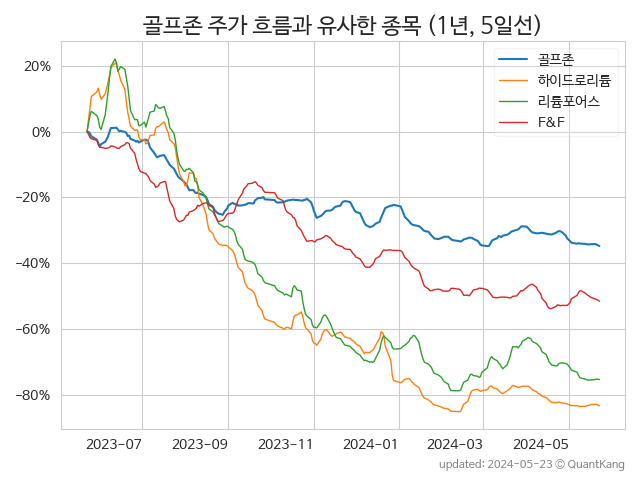 골프존 주가 흐름과 유사한 종목 (1년, 5일선)
골프존
하이드로리튬
리튬포어스
F&F
20%
0%
−20%
−40%
−60%
−80%
2023-07
2023-09
2023-11
2024-01
2024-03
2024-05
updated: 2024-05-23 © QuantKang